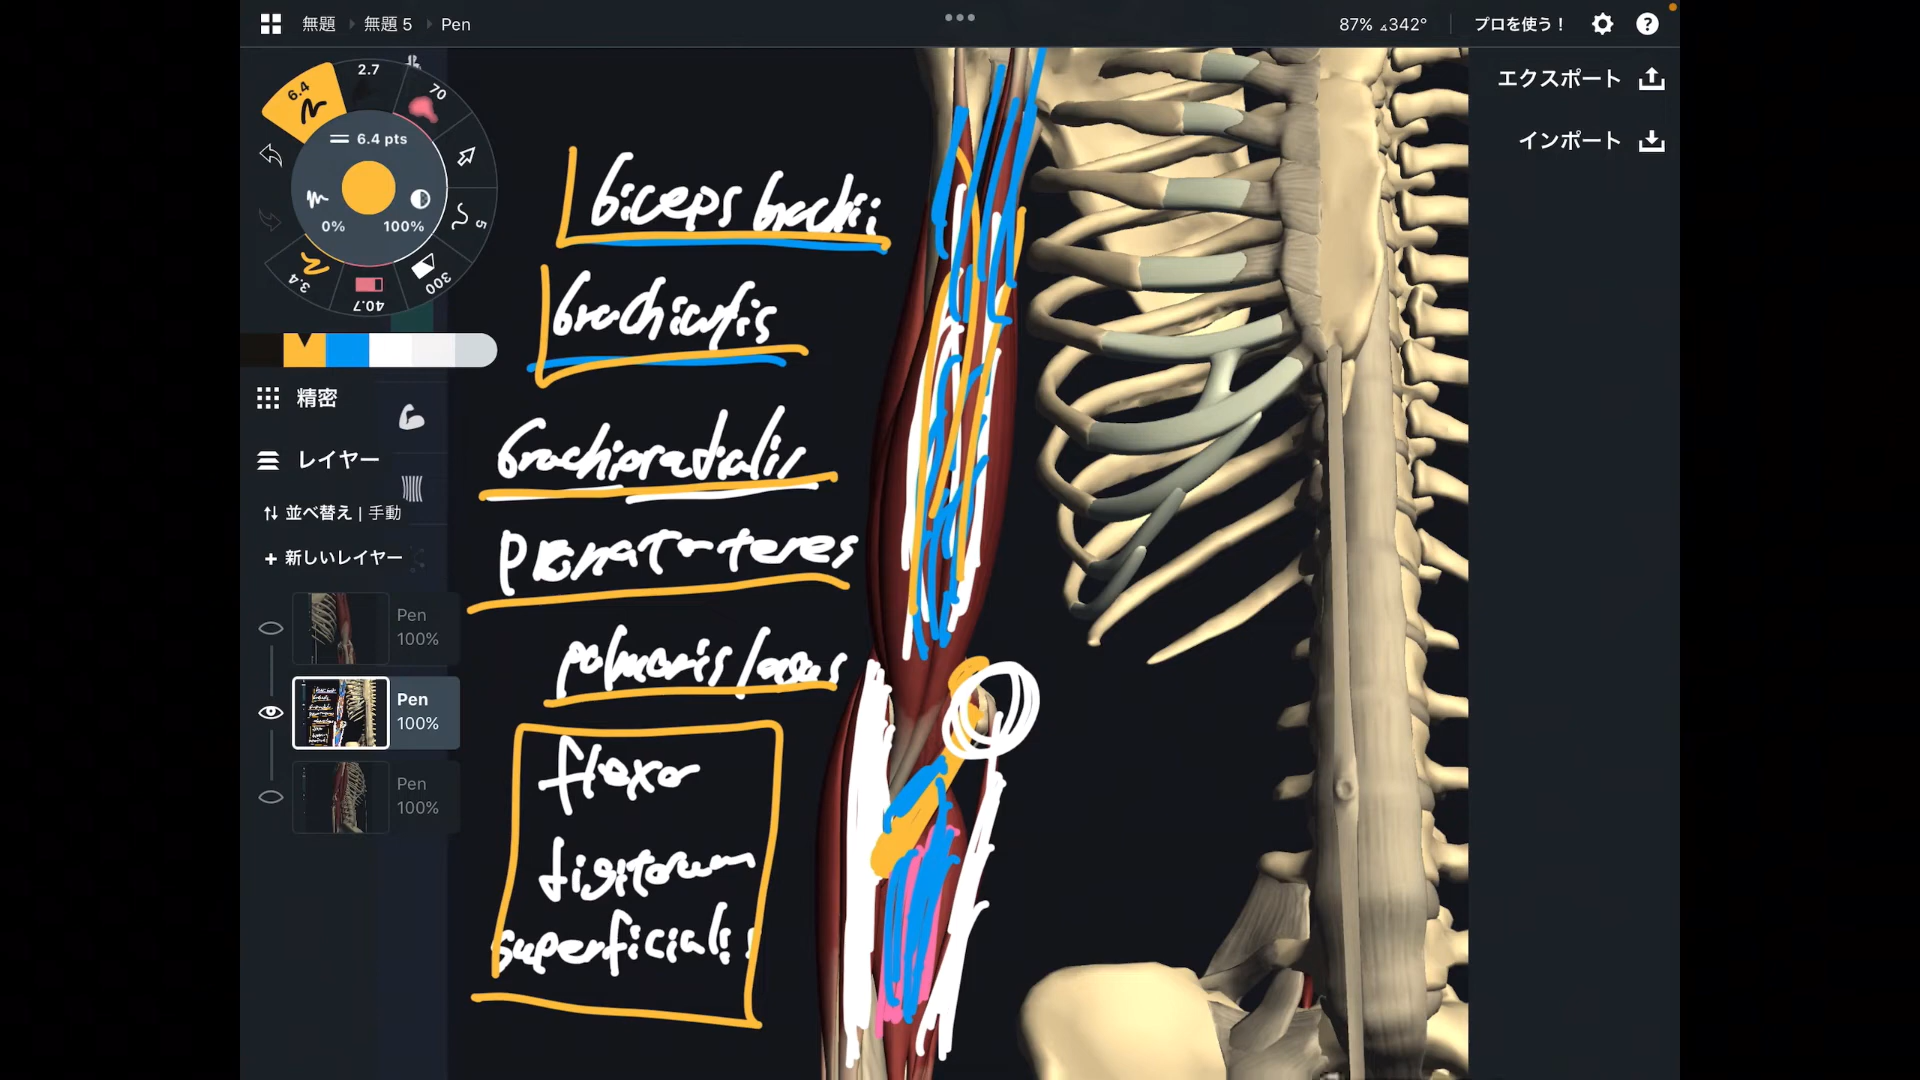 無題 無題 5 Pen
87% ⊿342° プロを使う！
エクスポート
インポート
2.7
6.4
70
6.4 pts
0% 100%
5
3.4
40.7
300
精密
レイヤー
並べ替え | 手動
+ 新しいレイヤー
Pen
100%
Pen
100%
Pen
100%
biceps brachii
brachialis
brachioradialis
pronator teres
palmaris longus
flexor
digitorum
superficialis